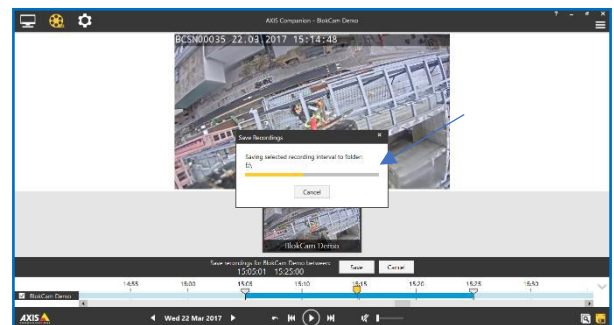 AXIS Companion - BlokCam Demo
BCSN00035 22.03.2017 15:14:48
Save Recordings
Saving selected recording interval to folder:
E:\
Cancel
BlokCam Demo
Save recordings for BlokCam Demo between:
15:05:01 15:25:00
Save Cancel
14:55 15:00 15:05 15:10 15:15 15:20 15:25 15:30
BlokCam Demo
AXIS
Wed 22 Mar 2017